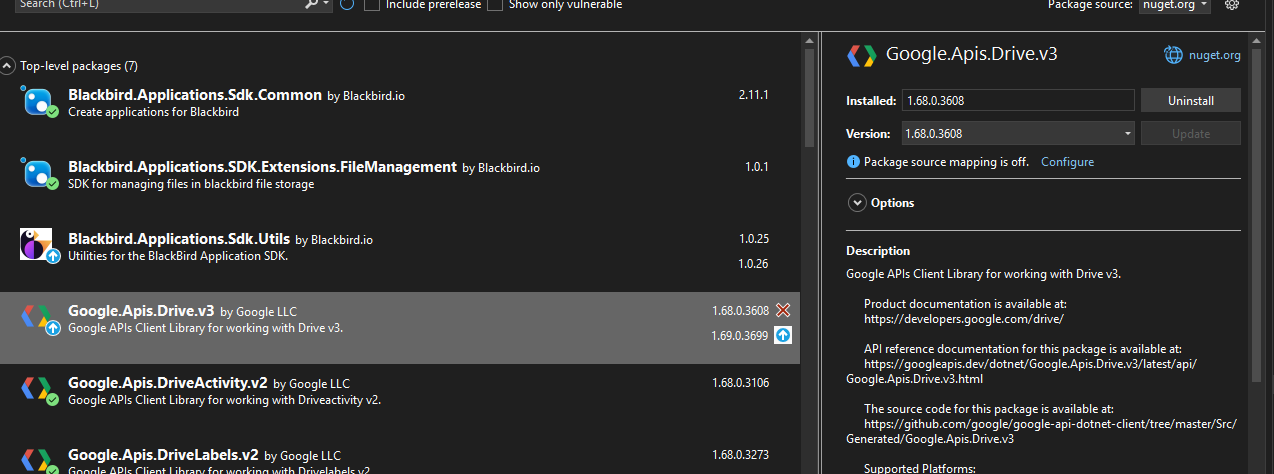 Search (Ctrl+L)
Include prerelease
Show only vulnerable
Package source: nuget.org
Top-level packages (7)
Blackbird.Applications.Sdk.Common by Blackbird.io
2.11.1
Create applications for Blackbird
Blackbird.Applications.SDK.Extensions.FileManagement by Blackbird.io
1.0.1
SDK for managing files in blackbird file storage
Blackbird.Applications.Sdk.Utils by Blackbird.io
1.0.25
Utilities for the BlackBird Application SDK.
1.0.26
Google.Apis.Drive.v3 by Google LLC
1.68.0.3608
Google APIs Client Library for working with Drive v3.
1.69.0.3699
Google.Apis.DriveActivity.v2 by Google LLC
1.68.0.3106
Google APIs Client Library for working with Driveactivity v2.
Google.Apis.DriveLabels.v2 by Google LLC
1.68.0.3273
Google APIs Client Library for working with Drivelabels v2.
Google.Apis.Drive.v3
nuget.org
Installed: 1.68.0.3608
Uninstall
Version: 1.68.0.3608
Update
Package source mapping is off. Configure
Options
Description
Google APIs Client Library for working with Drive v3.
Product documentation is available at:
https://developers.google.com/drive/
API reference documentation for this package is available at:
https://googleapis.dev/dotnet/Google.Apis.Drive.v3/latest/api/
Google.Apis.Drive.v3.html
The source code for this package is available at:
https://github.com/google/google-api-dotnet-client/tree/master/Src/
Generated/Google.Apis.Drive.v3
Supported Platforms: